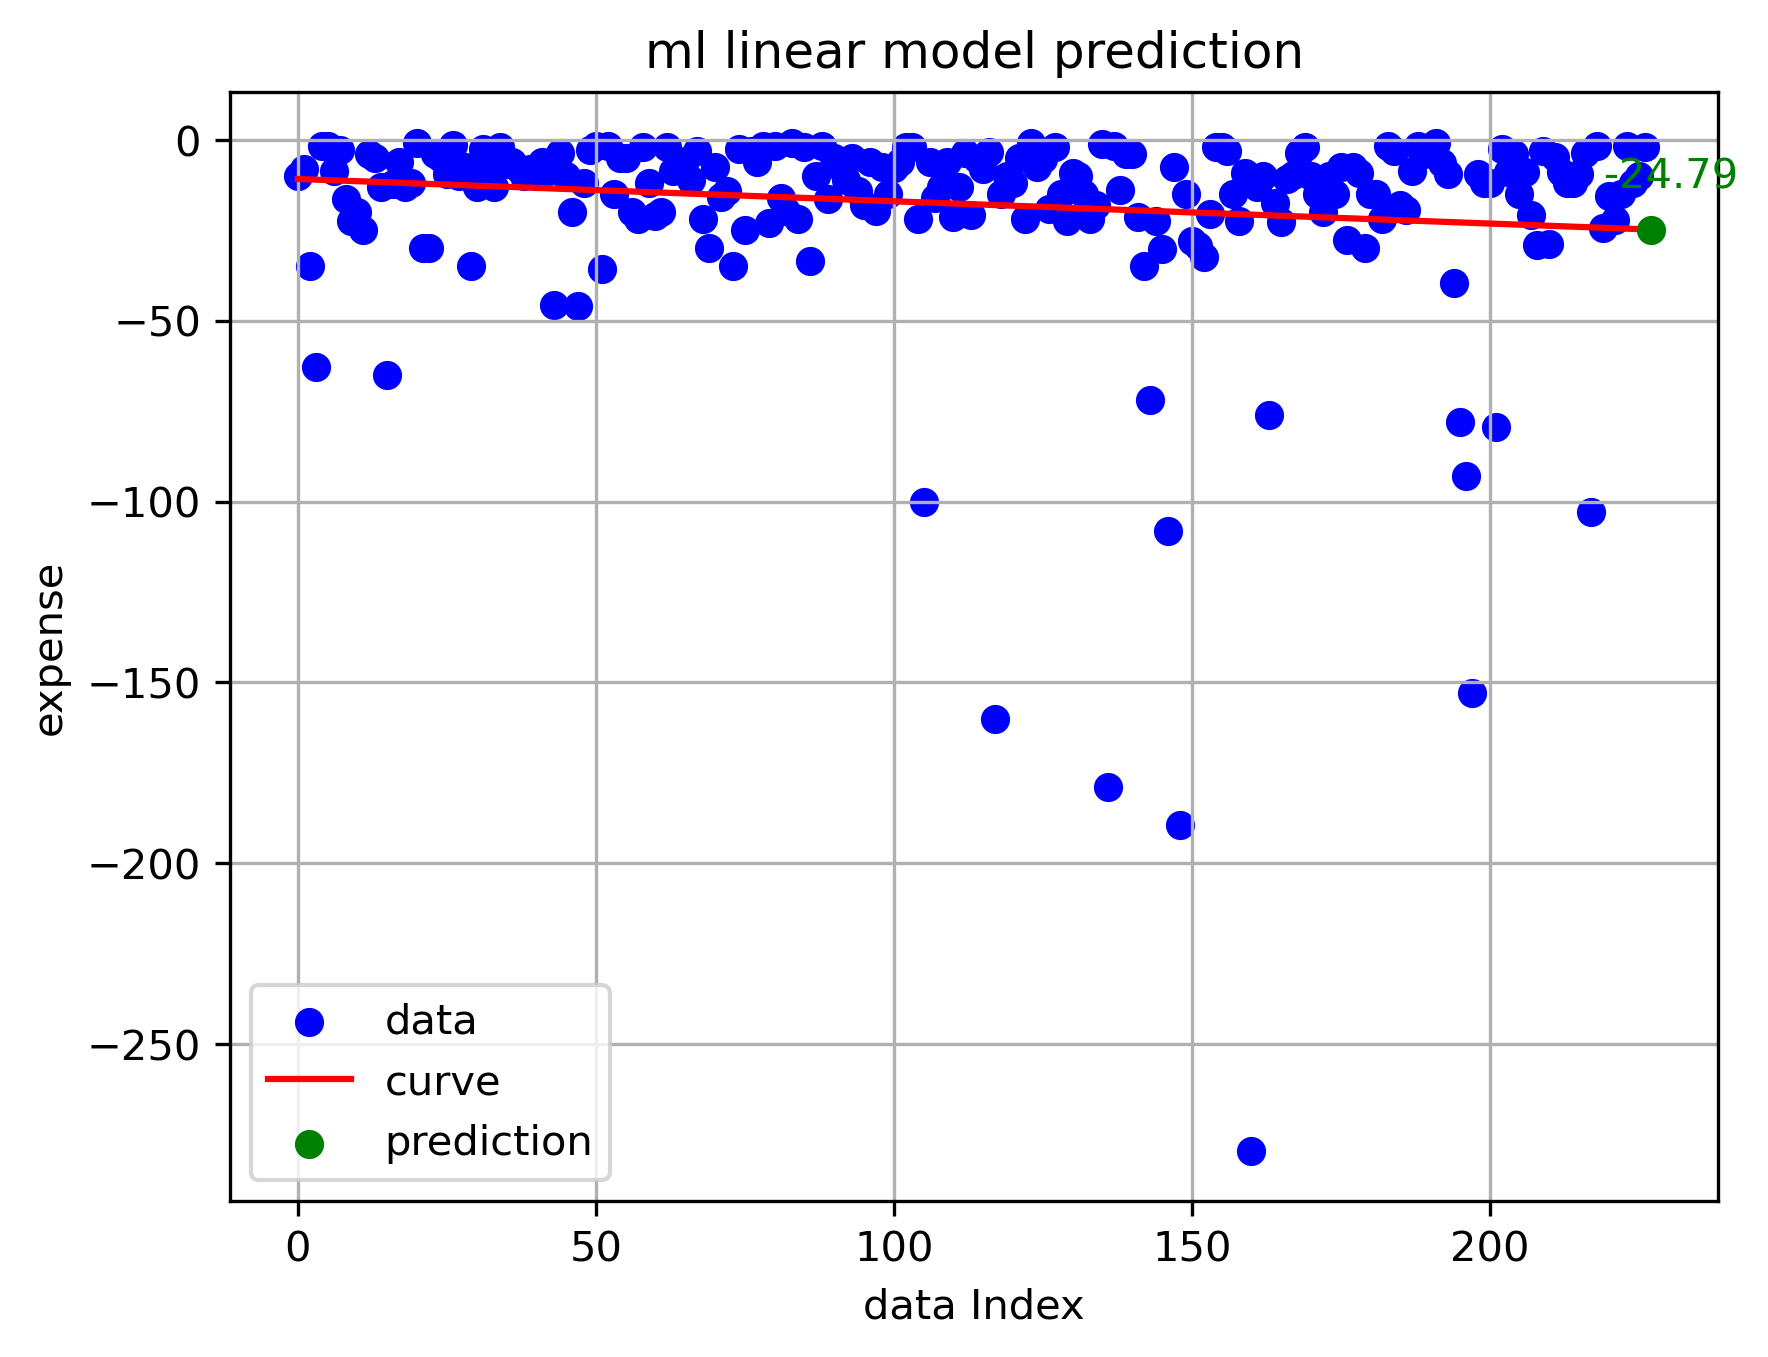 ml linear model prediction
0
−50
−100
−150
−200
−250
expense
-24.79
data
curve
prediction
0 50 100 150 200
data Index